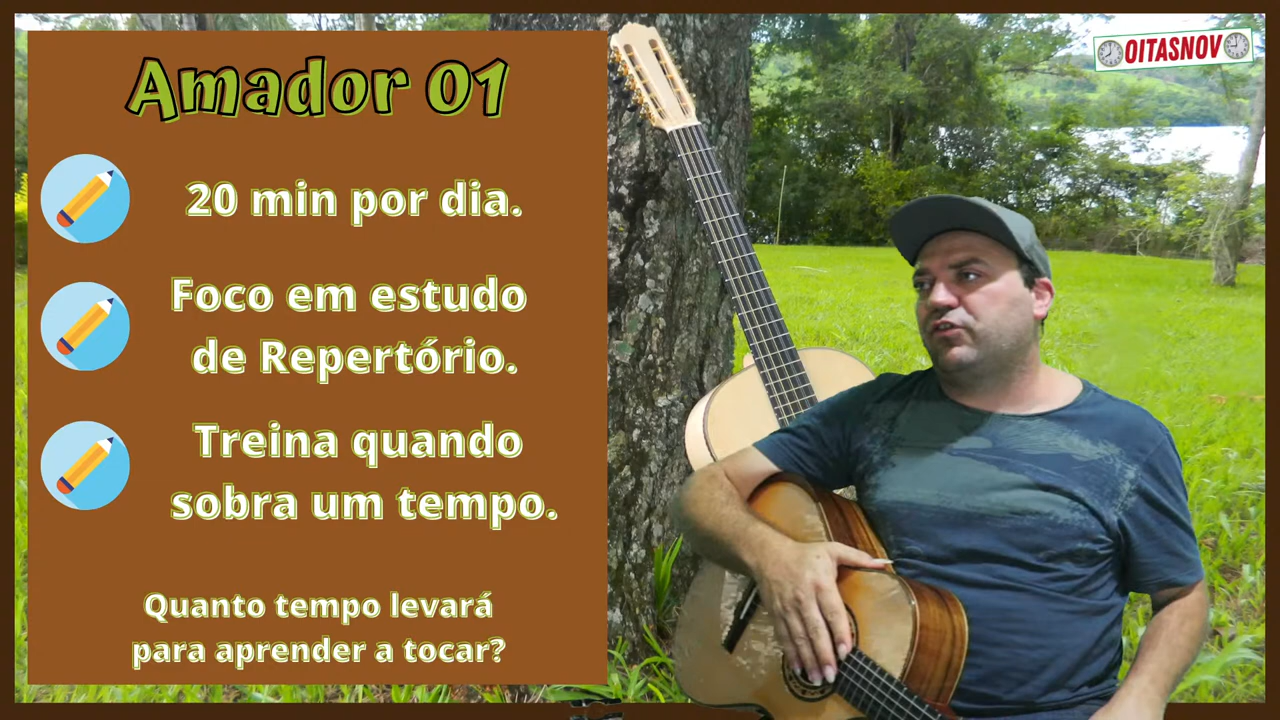 Amador 01
OITASNOV
20 min por dia.
Foco em estudo
de Repertório.
Treina quando
sobra um tempo.
Quanto tempo levará
para aprender a tocar?